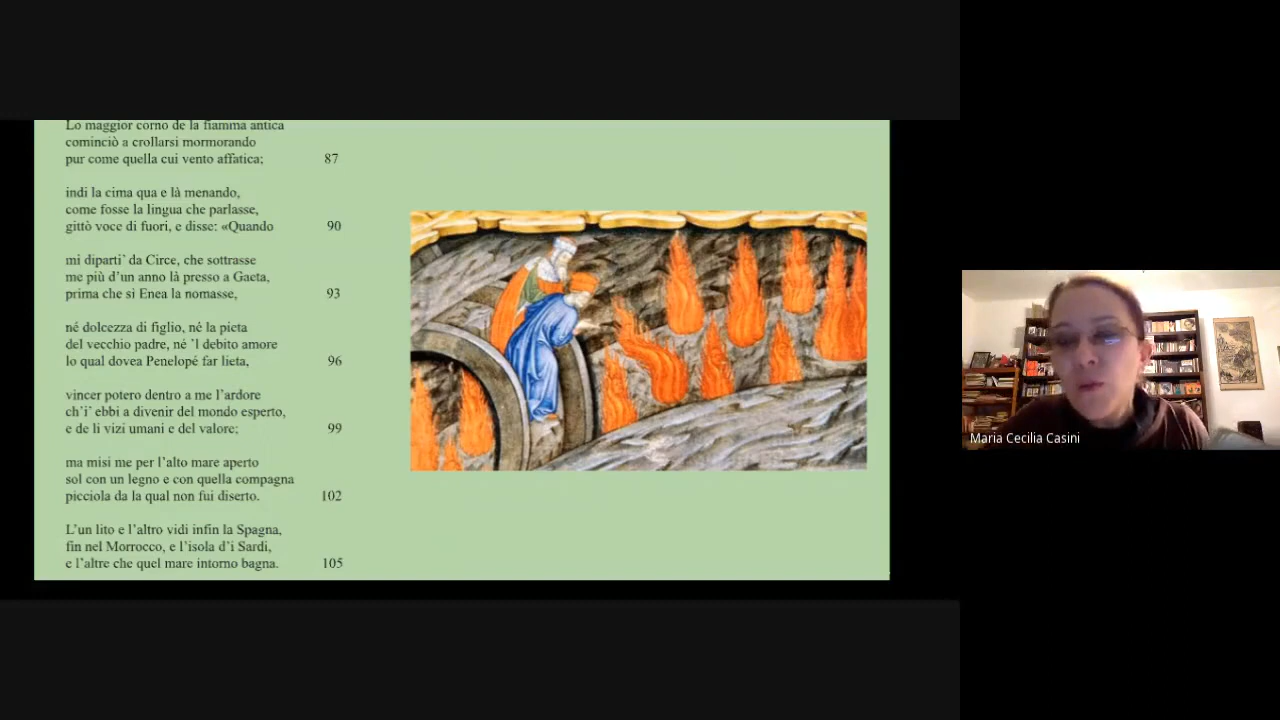 Lo maggior corno de la fiamma antica
cominciò a crollarsi mormorando
pur come quella cui vento affatica; 87
indi la cima qua e là menando,
come fosse la lingua che parlasse,
gittò voce di fuori, e disse: «Quando 90
mi diparti’ da Circe, che sottrasse
me più d’un anno là presso a Gaeta,
prima che sì Enea la nomasse, 93
né dolcezza di figlio, né la pieta
del vecchio padre, né ’l debito amore
lo qual dovea Penelopé far lieta, 96
vincer potero dentro a me l’ardore
ch’i’ ebbi a divenir del mondo esperto,
e de li vizi umani e del valore; 99
ma misi me per l’alto mare aperto
sol con un legno e con quella compagna
picciola da la qual non fui diserto. 102
L’un lito e l’altro vidi infin la Spagna,
fin nel Morrocco, e l’isola d’i Sardi,
e l’altre che quel mare intorno bagna. 105
Maria Cecilia Casini